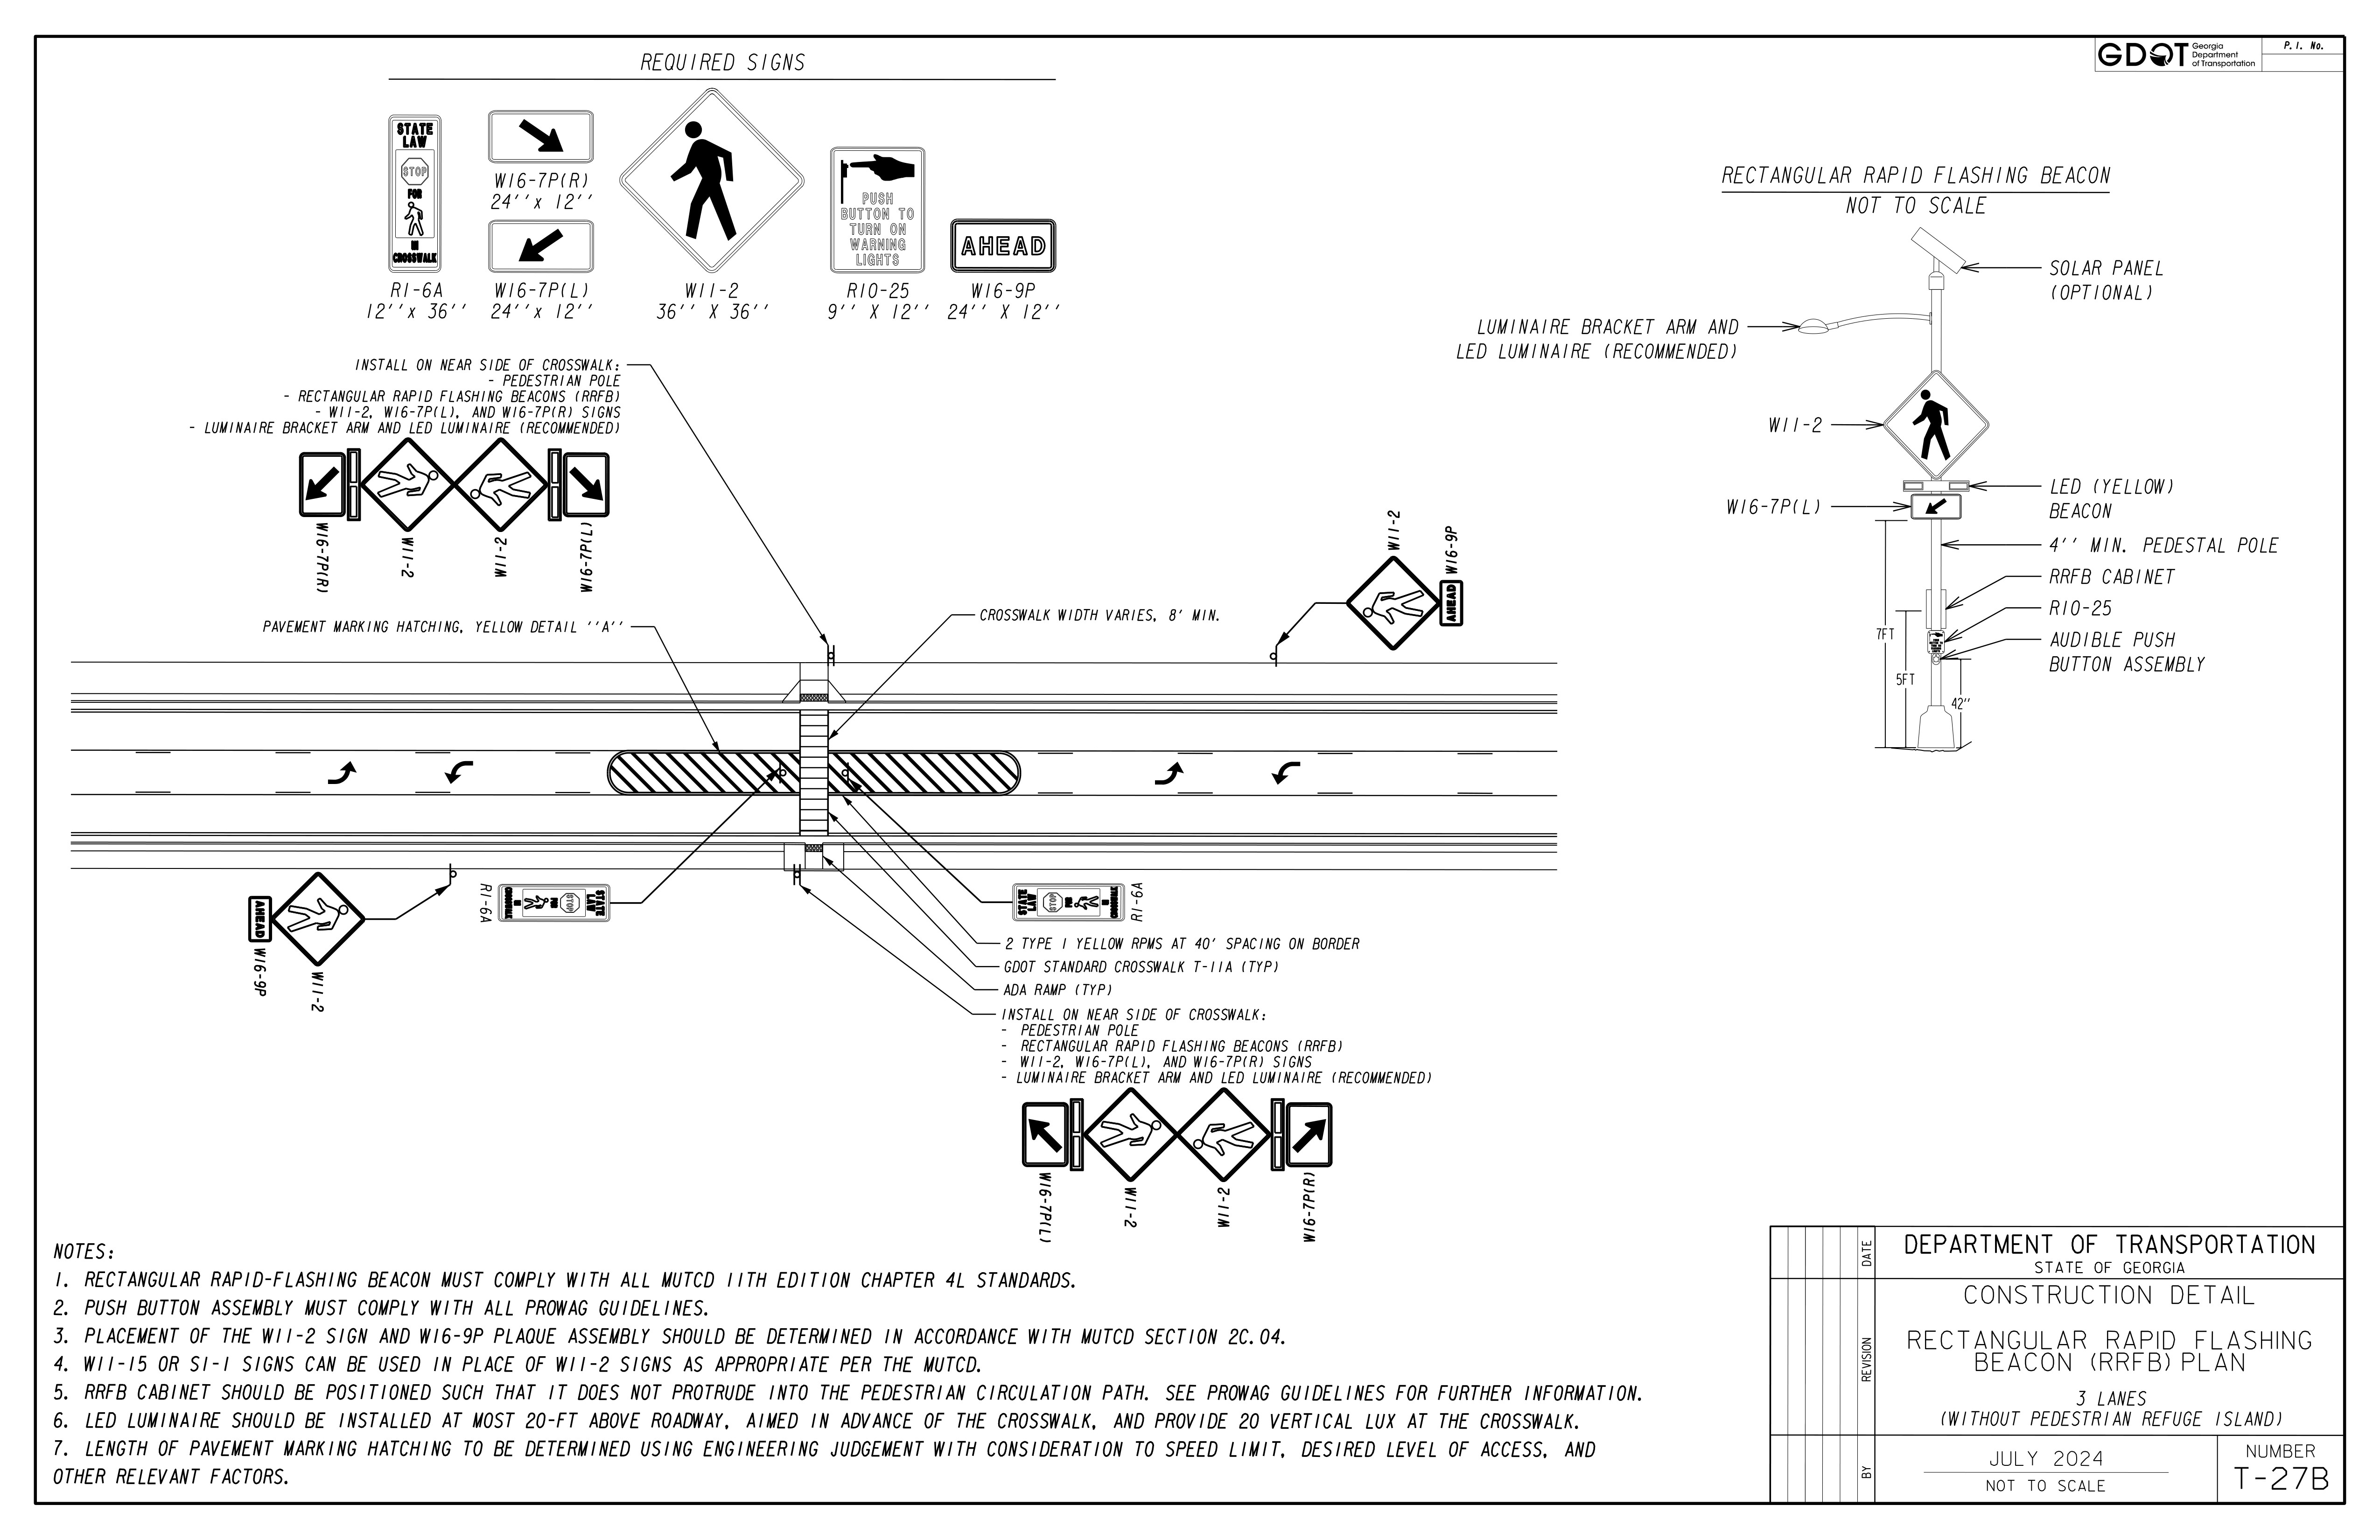 GDOT Georgia
Department
of Transportation
P.I. No.
REQUIRED SIGNS
STATE
LAW
STOP
FOR
IN
CROSSWALK
R1-6A
12''x 36''
W16-7P(R)
24''x 12''
W16-7P(L)
24''x 12''
W11-2
36'' X 36''
PUSH
BUTTON TO
TURN ON
WARNING
LIGHTS
R10-25
9'' X 12''
AHEAD
W16-9P
24'' X 12''
RECTANGULAR RAPID FLASHING BEACON
NOT TO SCALE
SOLAR PANEL
(OPTIONAL)
LUMINAIRE BRACKET ARM AND
LED LUMINAIRE (RECOMMENDED)
W11-2
W16-7P(L)
LED (YELLOW)
BEACON
4'' MIN. PEDESTAL POLE
RRFB CABINET
R10-25
AUDIBLE PUSH
BUTTON ASSEMBLY
7FT
5FT
42''
INSTALL ON NEAR SIDE OF CROSSWALK:
- PEDESTRIAN POLE
- RECTANGULAR RAPID FLASHING BEACONS (RRFB)
- W11-2, W16-7P(L), AND W16-7P(R) SIGNS
- LUMINAIRE BRACKET ARM AND LED LUMINAIRE (RECOMMENDED)
W16-7P(R)
W11-2
W11-2
W16-7P(L)
PAVEMENT MARKING HATCHING, YELLOW DETAIL ''A''
CROSSWALK WIDTH VARIES, 8' MIN.
W11-2
W16-9P
AHEAD
AHEAD
W16-9P
W11-2
R1-6A
STATE
LAW
STOP
FOR
IN
CROSSWALK
STATE
LAW
STOP
FOR
IN
CROSSWALK
R1-6A
2 TYPE 1 YELLOW RPMS AT 40' SPACING ON BORDER
GDOT STANDARD CROSSWALK T-11A (TYP)
ADA RAMP (TYP)
INSTALL ON NEAR SIDE OF CROSSWALK:
- PEDESTRIAN POLE
- RECTANGULAR RAPID FLASHING BEACONS (RRFB)
- W11-2, W16-7P(L), AND W16-7P(R) SIGNS
- LUMINAIRE BRACKET ARM AND LED LUMINAIRE (RECOMMENDED)
W16-7P(L)
W11-2
W11-2
W16-7P(R)
NOTES:
1. RECTANGULAR RAPID-FLASHING BEACON MUST COMPLY WITH ALL MUTCD 11TH EDITION CHAPTER 4L STANDARDS.
2. PUSH BUTTON ASSEMBLY MUST COMPLY WITH ALL PROWAG GUIDELINES.
3. PLACEMENT OF THE W11-2 SIGN AND W16-9P PLAQUE ASSEMBLY SHOULD BE DETERMINED IN ACCORDANCE WITH MUTCD SECTION 2C.04.
4. W11-15 OR S1-1 SIGNS CAN BE USED IN PLACE OF W11-2 SIGNS AS APPROPRIATE PER THE MUTCD.
5. RRFB CABINET SHOULD BE POSITIONED SUCH THAT IT DOES NOT PROTRUDE INTO THE PEDESTRIAN CIRCULATION PATH. SEE PROWAG GUIDELINES FOR FURTHER INFORMATION.
6. LED LUMINAIRE SHOULD BE INSTALLED AT MOST 20-FT ABOVE ROADWAY, AIMED IN ADVANCE OF THE CROSSWALK, AND PROVIDE 20 VERTICAL LUX AT THE CROSSWALK.
7. LENGTH OF PAVEMENT MARKING HATCHING TO BE DETERMINED USING ENGINEERING JUDGEMENT WITH CONSIDERATION TO SPEED LIMIT, DESIRED LEVEL OF ACCESS, AND
OTHER RELEVANT FACTORS.
DATE
REVISION
BY
DEPARTMENT OF TRANSPORTATION
STATE OF GEORGIA
CONSTRUCTION DETAIL
RECTANGULAR RAPID FLASHING
BEACON (RRFB) PLAN
3 LANES
(WITHOUT PEDESTRIAN REFUGE ISLAND)
JULY 2024
NOT TO SCALE
NUMBER
T-27B